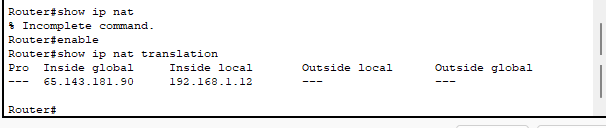 Router#show ip nat
% Incomplete command.
Router#enable
Router#show ip nat translation
Pro  Inside global     Inside local       Outside local      Outside global
---  65.143.181.90     192.168.1.12       ---                ---
Router#